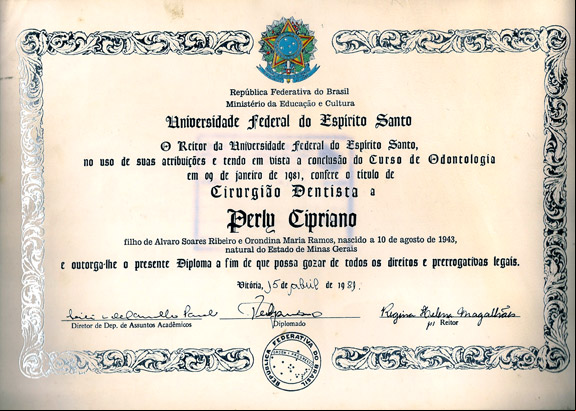 República Federativa do Brasil
Ministério da Educação e Cultura
Universidade Federal do Espírito Santo
O Reitor da Universidade Federal do Espírito Santo,
no uso de suas atribuições e tendo em vista a conclusão do Curso de Odontologia
em 09 de janeiro de 1981, confere o título de
Cirurgião Dentista a
Perly Cipriano
filho de Alvaro Soares Ribeiro e Orondina Maria Ramos, nascido a 10 de agosto de 1943,
natural do Estado de Minas Gerais
e outorga-lhe o presente Diploma a fim de que possa gozar de todos os direitos e prerrogativas legais.
Vitória, 15 de abril de 1981.
Regina Helena Magalhães
Diretor de Dep. de Assuntos Acadêmicos
Diplomado
p/ Reitor
REPÚBLICA FEDERATIVA DO BRASIL